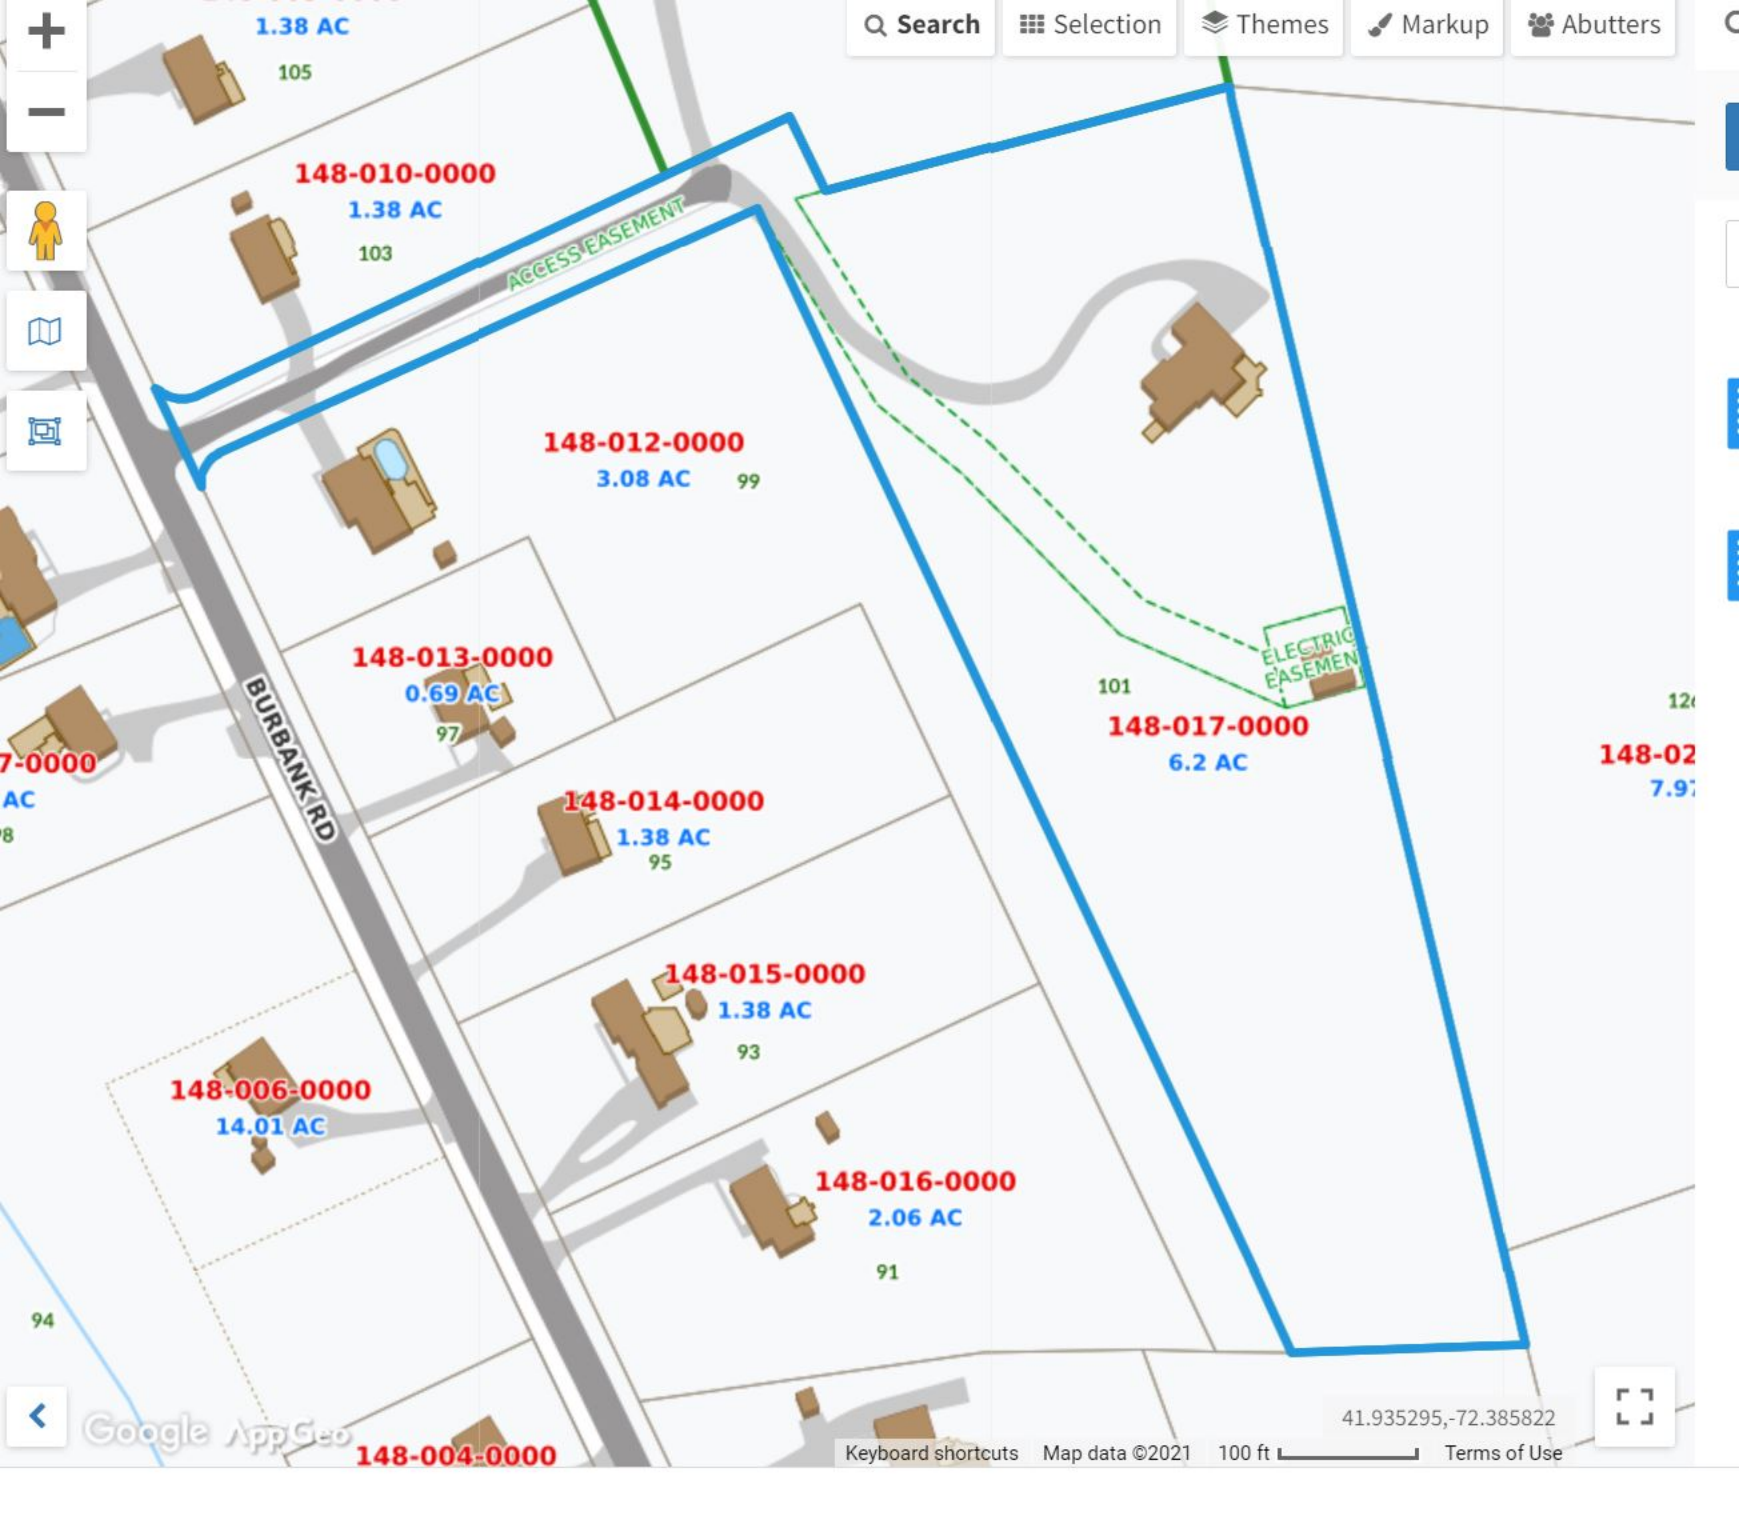 1.38 AC
105
Search
Selection
Themes
Markup
Abutters
148-010-0000
1.38 AC
103
ACCESS EASEMENT
148-012-0000
3.08 AC
99
148-013-0000
0.69 AC
97
ELECTRIC
EASEMEN
101
148-017-0000
6.2 AC
126
148-02
7.97
BURBANK RD
7-0000
AC
98
148-014-0000
1.38 AC
95
148-015-0000
1.38 AC
93
148-006-0000
14.01 AC
148-016-0000
2.06 AC
91
94
Google AppGeo
148-004-0000
41.935295,-72.385822
Keyboard shortcuts
Map data ©2021
100 ft
Terms of Use